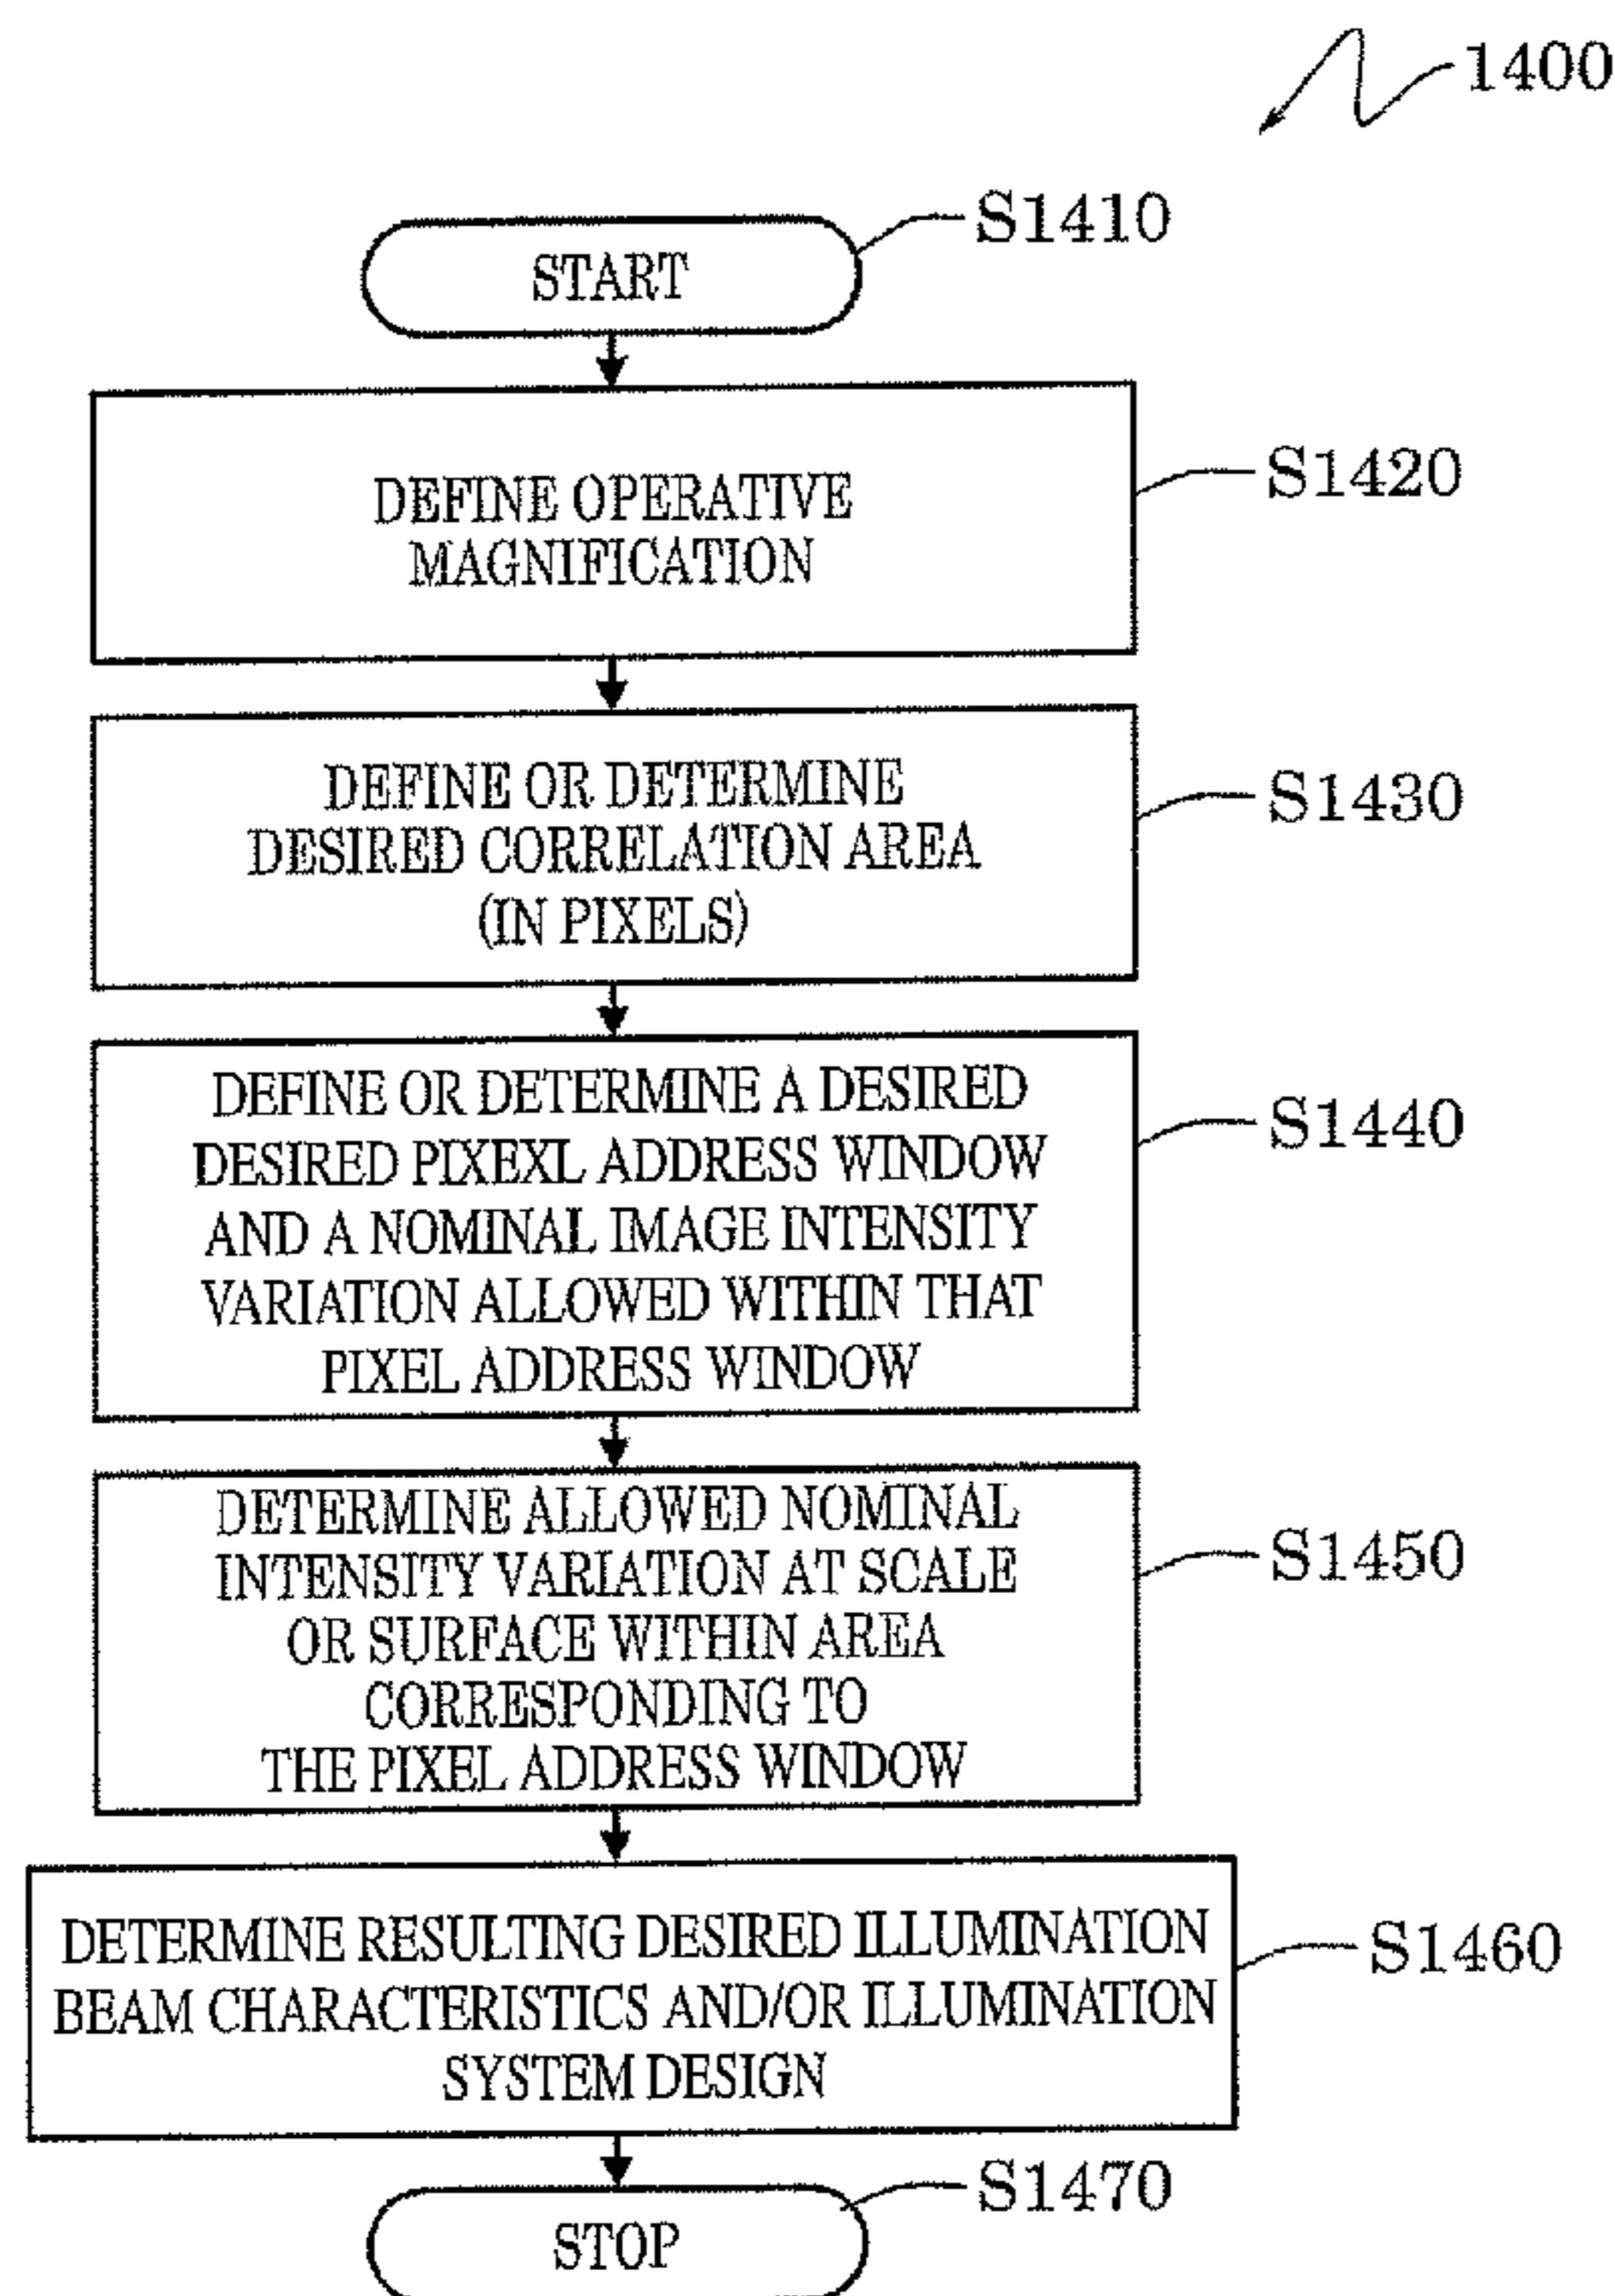 1400
S1410
START
S1420
DEFINE OPERATIVE
MAGNIFICATION
S1430
DEFINE OR DETERMINE
DESIRED CORRELATION AREA
(IN PIXELS)
S1440
DEFINE OR DETERMINE A DESIRED
DESIRED PIXEXL ADDRESS WINDOW
AND A NOMINAL IMAGE INTENSITY
VARIATION ALLOWED WITHIN THAT
PIXEL ADDRESS WINDOW
S1450
DETERMINE ALLOWED NOMINAL
INTENSITY VARIATION AT SCALE
OR SURFACE WITHIN AREA
CORRESPONDING TO
THE PIXEL ADDRESS WINDOW
S1460
DETERMINE RESULTING DESIRED ILLUMINATION
BEAM CHARACTERISTICS AND/OR ILLUMINATION
SYSTEM DESIGN
S1470
STOP